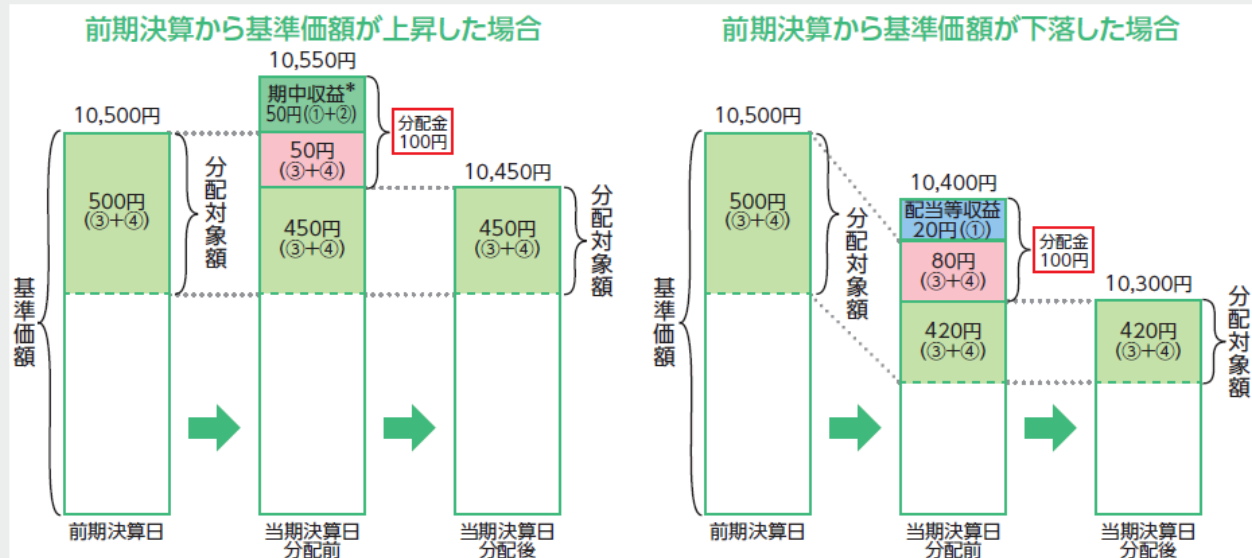 前期決算から基準価額が上昇した場合
10,500円
500円
(③+④)
分配対象額
基準価額
前期決算日
10,550円
期中収益*
50円(①+②)
50円
(③+④)
450円
(③+④)
分配金
100円
当期決算日
分配前
10,450円
450円
(③+④)
分配対象額
当期決算日
分配後
前期決算から基準価額が下落した場合
10,500円
500円
(③+④)
分配対象額
基準価額
前期決算日
10,400円
配当等収益
20円(①)
80円
(③+④)
420円
(③+④)
分配金
100円
当期決算日
分配前
10,300円
420円
(③+④)
分配対象額
当期決算日
分配後